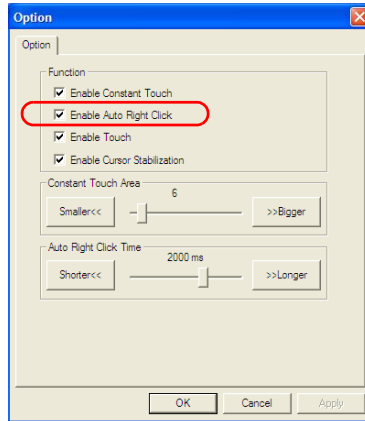 Option
Option
Function
Enable Constant Touch
Enable Auto Right Click
Enable Touch
Enable Cursor Stabilization
Constant Touch Area
6
Smaller<<
>>Bigger
Auto Right Click Time
2000 ms
Shorter<<
>>Longer
OK Cancel Apply